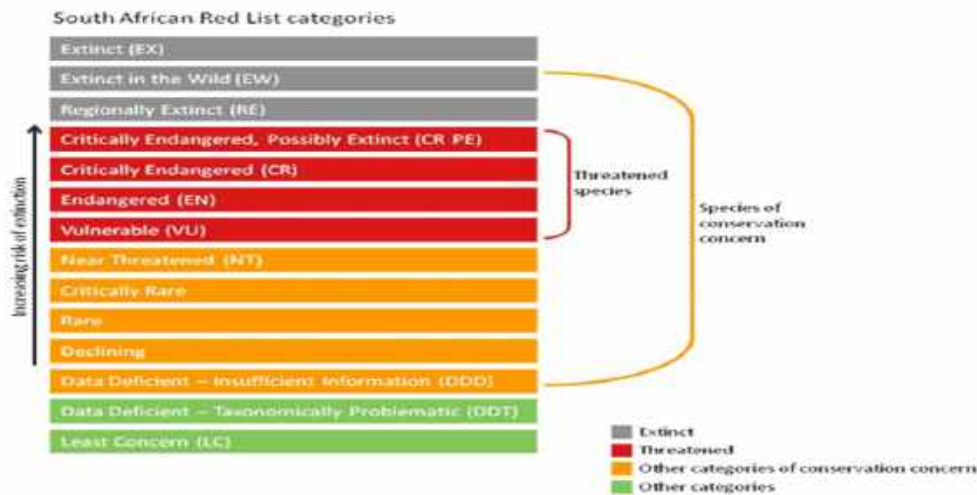 South African Red List categories
Extinct (EX)
Extinct in the Wild (EW)
Regionally Extinct (RE)
Critically Endangered, Possibly Extinct (CR PE)
Critically Endangered (CR)
Endangered (EN)
Vulnerable (VU)
Near Threatened (NT)
Critically Rare
Rare
Declining
Data Deficient – Insufficient Information (DDD)
Data Deficient – Taxonomically Problematic (DDT)
Least Concern (LC)
Increasing risk of extinction
Threatened
species
Species of
conservation
concern
Extinct
Threatened
Other categories of conservation concern
Other categories